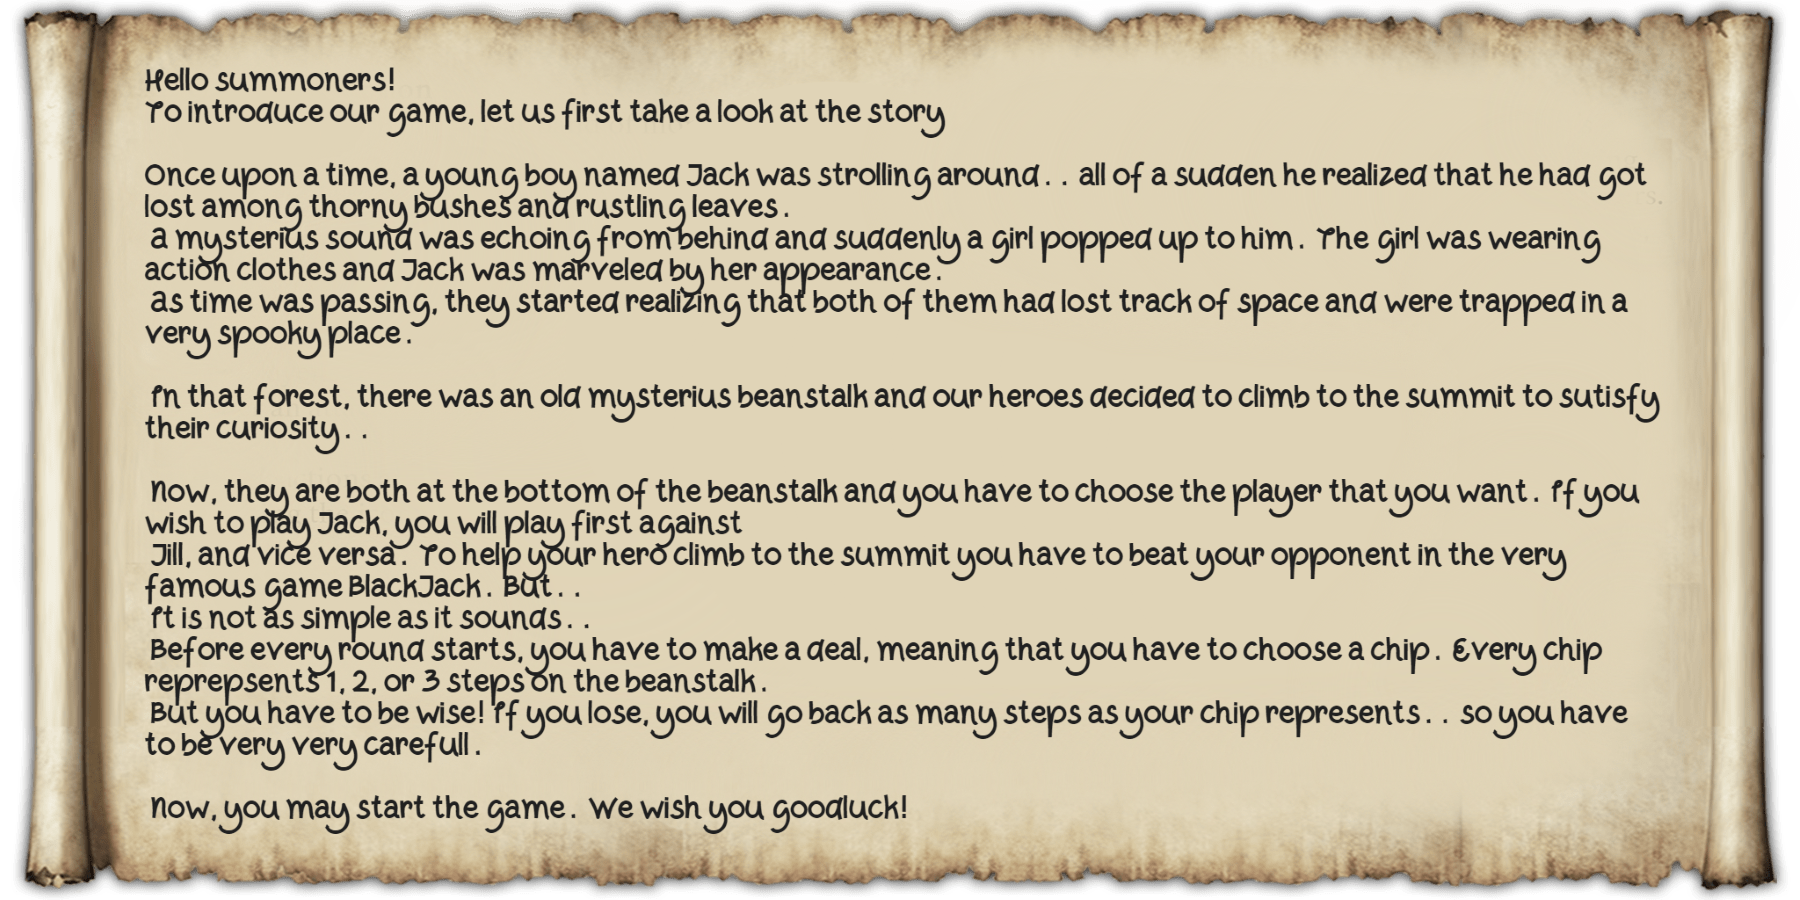 Hello summoners!
To introduce our game, let us first take a look at the story
Once upon a time, a young boy named Jack was strolling around.. all of a sudden he realized that he had got
lost among thorny bushes and rustling leaves.
a mysterius sound was echoing from behind and suddenly a girl popped up to him. The girl was wearing
action clothes and Jack was marveled by her appearance.
as time was passing, they started realizing that both of them had lost track of space and were trapped in a
very spooky place.
In that forest, there was an old mysterius beanstalk and our heroes decided to climb to the summit to sutisfy
their curiosity..
Now, they are both at the bottom of the beanstalk and you have to choose the player that you want. If you
wish to play Jack, you will play first against
Jill, and vice versa. To help your hero climb to the summit you have to beat your opponent in the very
famous game BlackJack. But..
It is not as simple as it sounds..
Before every round starts, you have to make a deal, meaning that you have to choose a chip. Every chip
reprepsents 1, 2, or 3 steps on the beanstalk.
But you have to be wise! If you lose, you will go back as many steps as your chip represents.. so you have
to be very very carefull.
Now, you may start the game. We wish you goodluck!